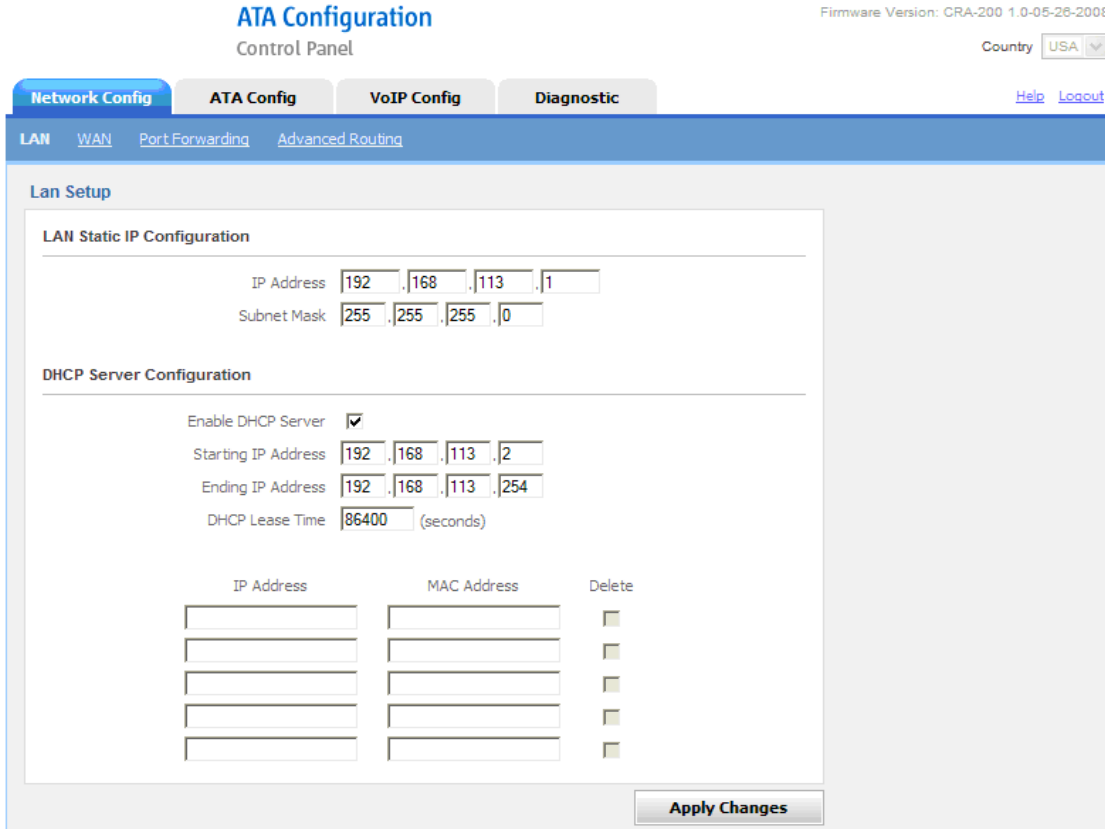 ATA Configuration
Firmware Version: CRA-200 1.0-05-26-2008
Control Panel
Country USA
Network Config ATA Config VoIP Config Diagnostic Help Logout
LAN WAN Port Forwarding Advanced Routing
Lan Setup
LAN Static IP Configuration
IP Address 192 . 168 . 113 . 1
Subnet Mask 255 . 255 . 255 . 0
DHCP Server Configuration
Enable DHCP Server
Starting IP Address 192 . 168 . 113 . 2
Ending IP Address 192 . 168 . 113 . 254
DHCP Lease Time 86400 (seconds)
IP Address MAC Address Delete
Apply Changes